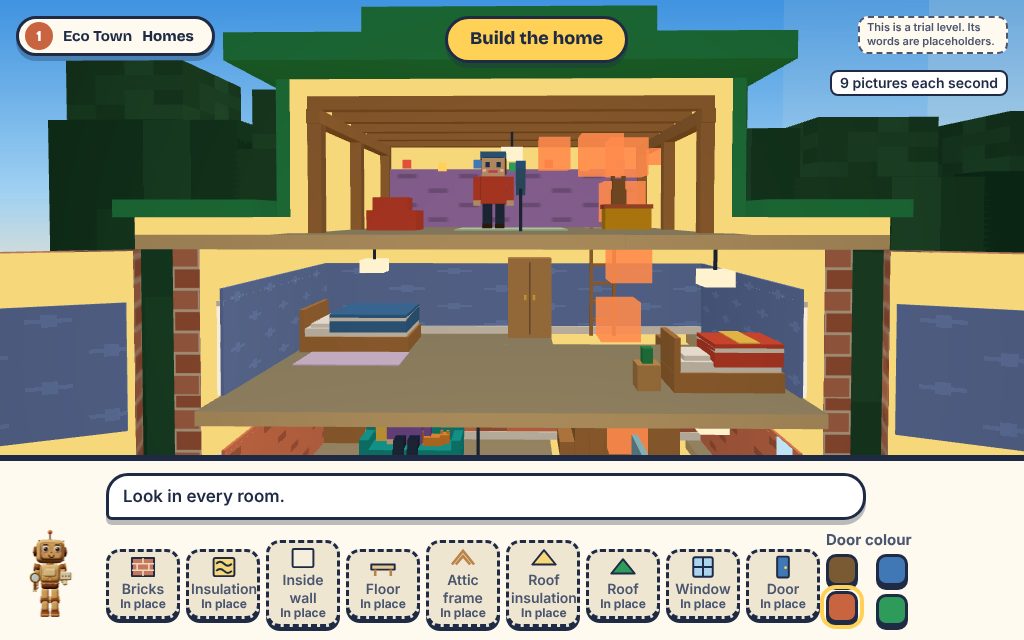 1 Eco Town Homes
Build the home
This is a trial level. Its
words are placeholders.
9 pictures each second
Look in every room.
Door colour
Bricks
In place
Insulation
In place
Inside
wall
In place
Floor
In place
Attic
frame
In place
Roof
insulation
In place
Roof
In place
Window
In place
Door
In place